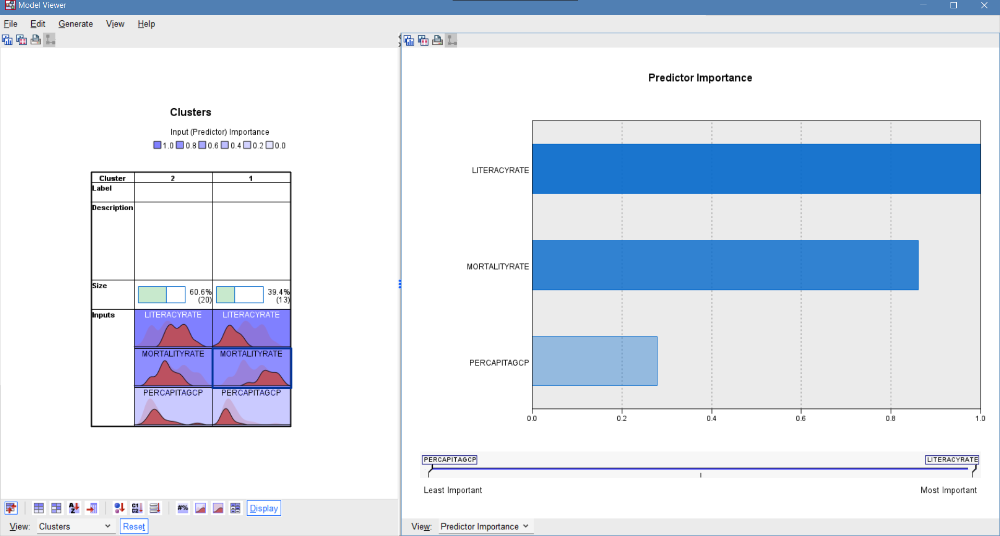 Model Viewer
File Edit Generate View Help
Clusters
Input (Predictor) Importance
1.0 0.8 0.6 0.4 0.2 0.0
Cluster 2 1
Label
Description
Size 60.6% (20) 39.4% (13)
Inputs LITERACYRATE LITERACYRATE
MORTALITYRATE MORTALITYRATE
PERCAPITAGCP PERCAPITAGCP
A Z C1 C2 #% Display
View: Clusters Reset
Predictor Importance
LITERACYRATE
MORTALITYRATE
PERCAPITAGCP
0.0 0.2 0.4 0.6 0.8 1.0
PERCAPITAGCP LITERACYRATE
Least Important Most Important
View: Predictor Importance